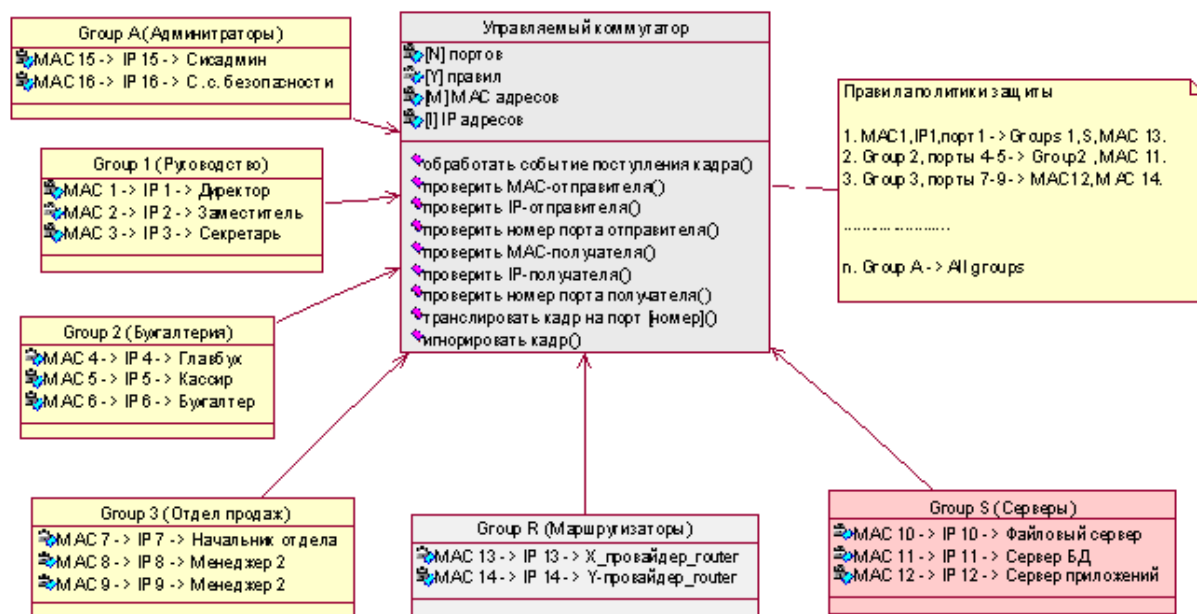 Group A (Админитраторы)
MAC 15 -> IP 15 -> Сисадмин
MAC 16 -> IP 16 -> С.с. безопасности
Group 1 (Руководство)
MAC 1 -> IP 1 -> Директор
MAC 2 -> IP 2 -> Заместитель
MAC 3 -> IP 3 -> Секретарь
Group 2 (Бухгалтерия)
MAC 4 -> IP 4 -> Главбух
MAC 5 -> IP 5 -> Кассир
MAC 6 -> IP 6 -> Бухгалтер
Group 3 (Отдел продаж)
MAC 7 -> IP 7 -> Начальник отдела
MAC 8 -> IP 8 -> Менеджер 2
MAC 9 -> IP 9 -> Менеджер 2
Управляемый коммутатор
[N] портов
[Y] правил
[M] MAC адресов
[I] IP адресов
обработать событие поступления кадра()
проверить MAC-отправителя()
проверить IP-отправителя()
проверить номер порта отправителя()
проверить MAC-получателя()
проверить IP-получателя()
проверить номер порта получателя()
транслировать кадр на порт [номер]()
игнорировать кадр()
Group R (Маршрутизаторы)
MAC 13 -> IP 13 -> X_провайдер_router
MAC 14 -> IP 14 -> Y-провайдер_router
Правила политики защиты
1. MAC1,IP1,порт1 -> Groups 1,S,MAC 13.
2. Group 2, порты 4-5-> Group2 ,MAC 11.
3. Group 3, порты 7-9-> MAC12,MAC 14.
.......................
n. Group A -> All groups
Group S (Серверы)
MAC 10 -> IP 10 -> Файловый сервер
MAC 11 -> IP 11 -> Сервер БД
MAC 12 -> IP 12 -> Сервер приложений